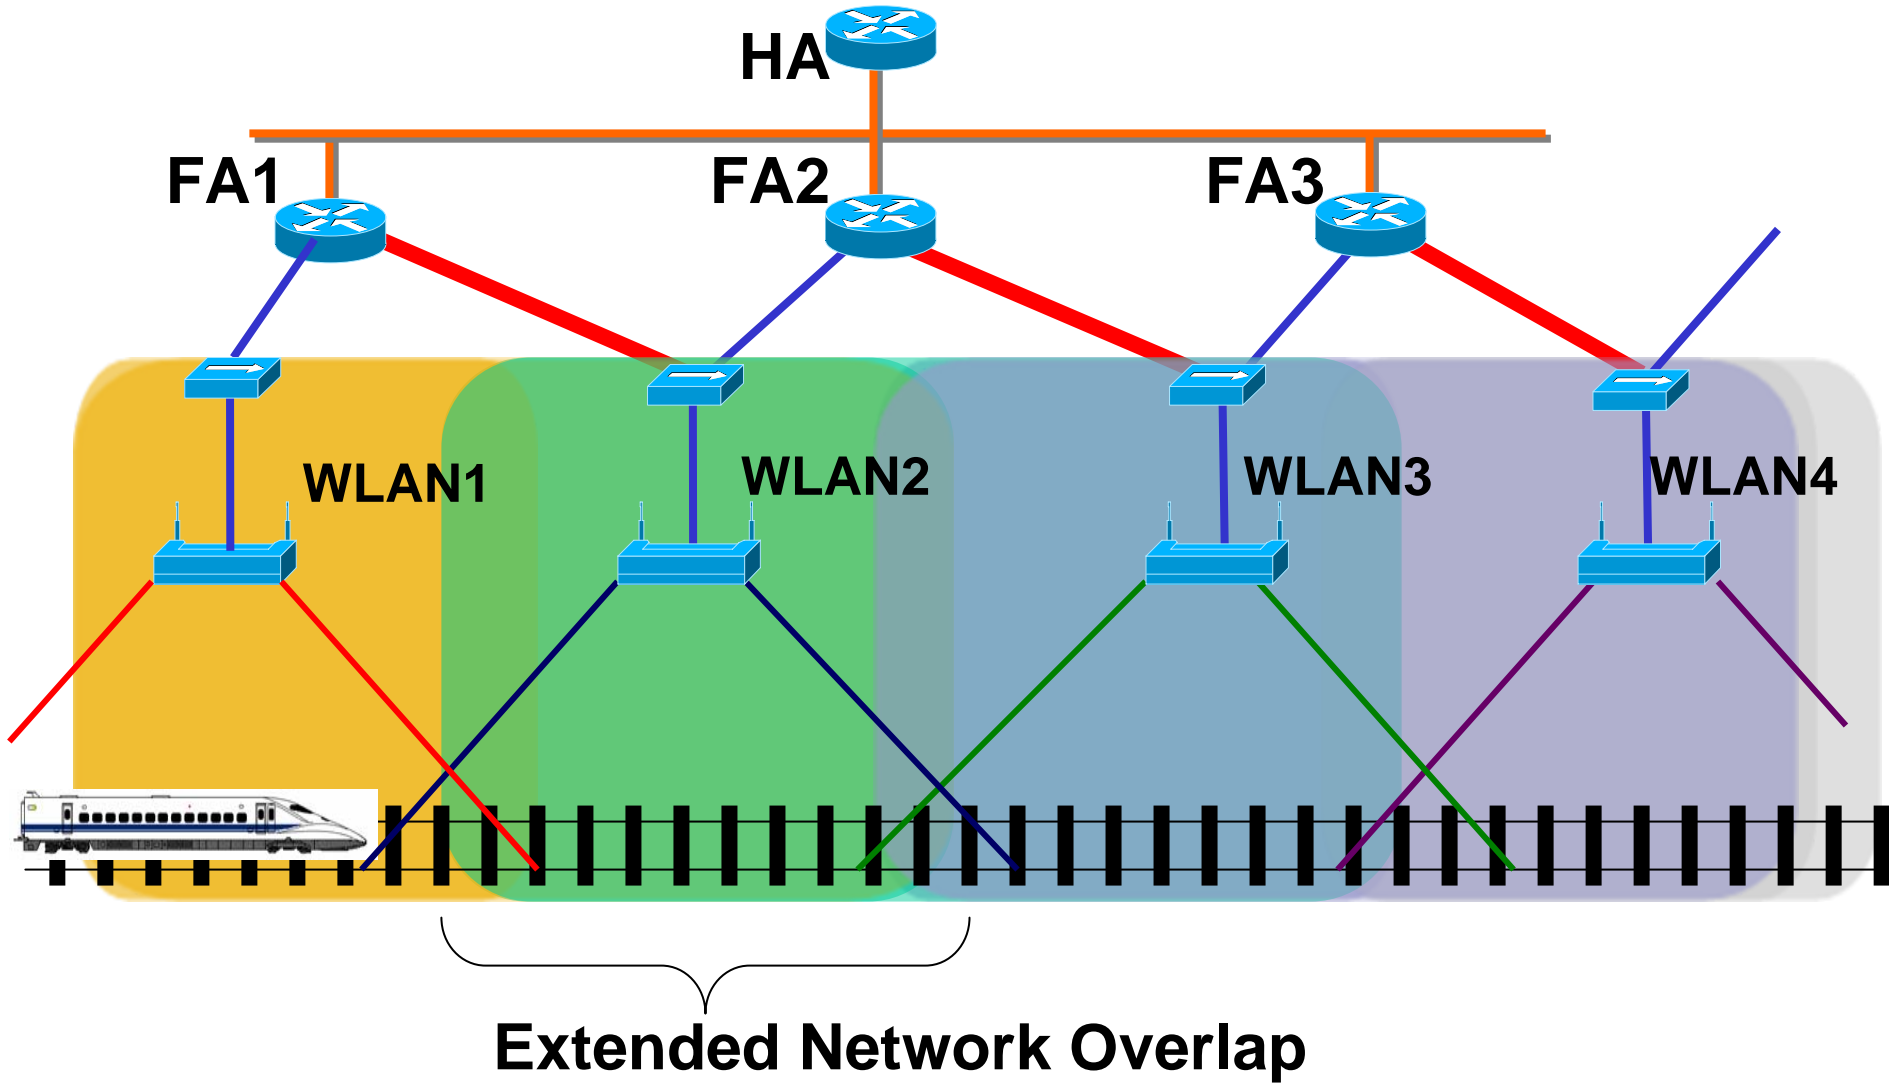 HA
FA1
FA2
FA3
WLAN1
WLAN2
WLAN3
WLAN4
Extended Network Overlap